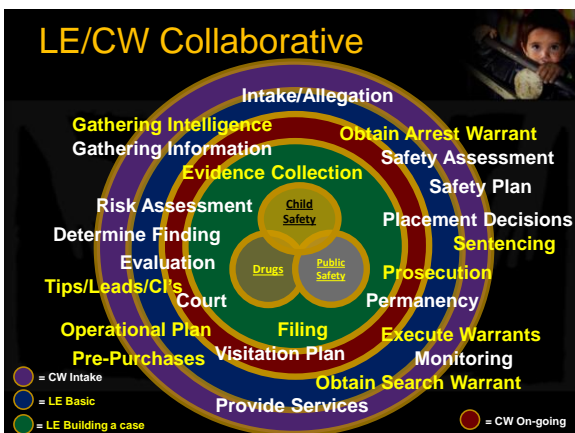 LE/CW Collaborative
Intake/Allegation
Gathering Intelligence
Obtain Arrest Warrant
Gathering Information
Safety Assessment
Evidence Collection
Safety Plan
Child
Safety
Risk Assessment
Placement Decisions
Determine Finding
Sentencing
Evaluation
Drugs
Public
Safety
Prosecution
Tips/Leads/CI's
Court
Permanency
Operational Plan
Filing
Execute Warrants
Pre-Purchases
Visitation Plan
Monitoring
= CW Intake
Obtain Search Warrant
= LE Basic
Provide Services
= LE Building a case
= CW On-going